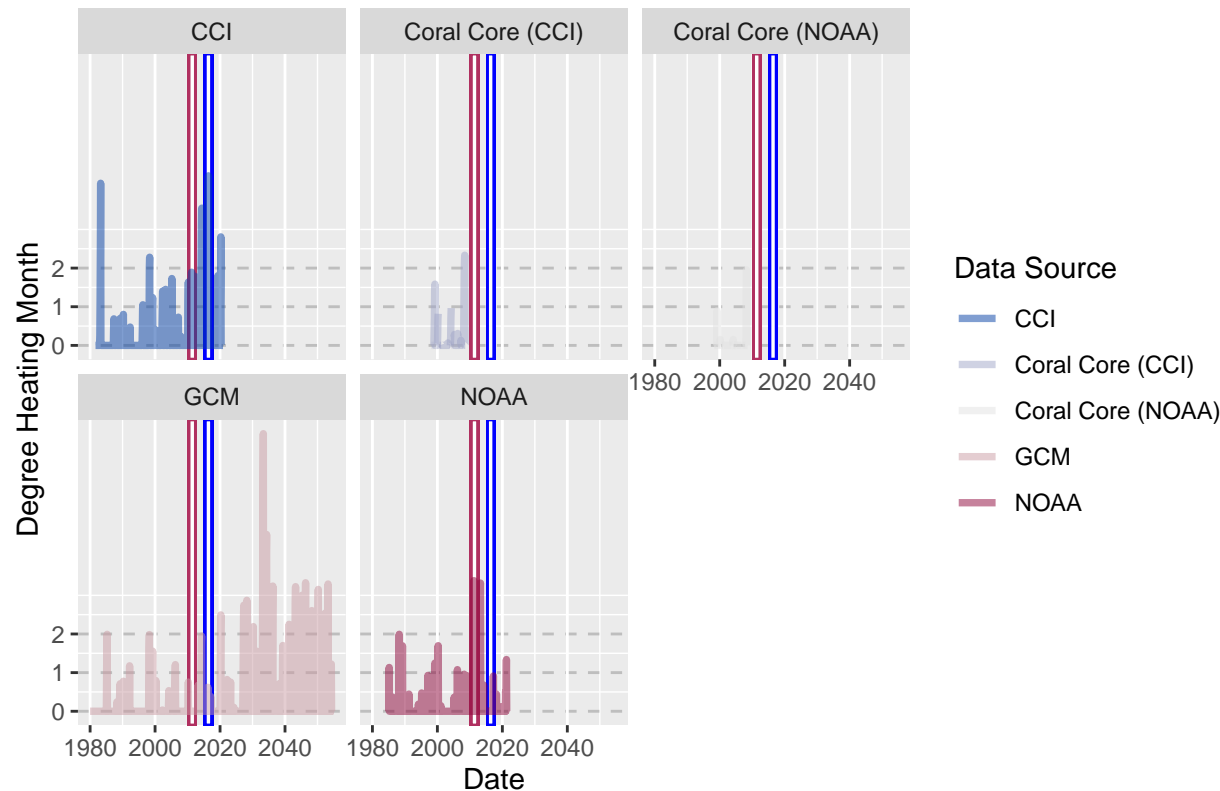 CCI
Coral Core (CCI)
Coral Core (NOAA)
2
1
0
1980 2000 2020 2040
GCM
NOAA
2
1
0
1980 2000 2020 2040
1980 2000 2020 2040
Degree Heating Month
Date
Data Source
CCI
Coral Core (CCI)
Coral Core (NOAA)
GCM
NOAA